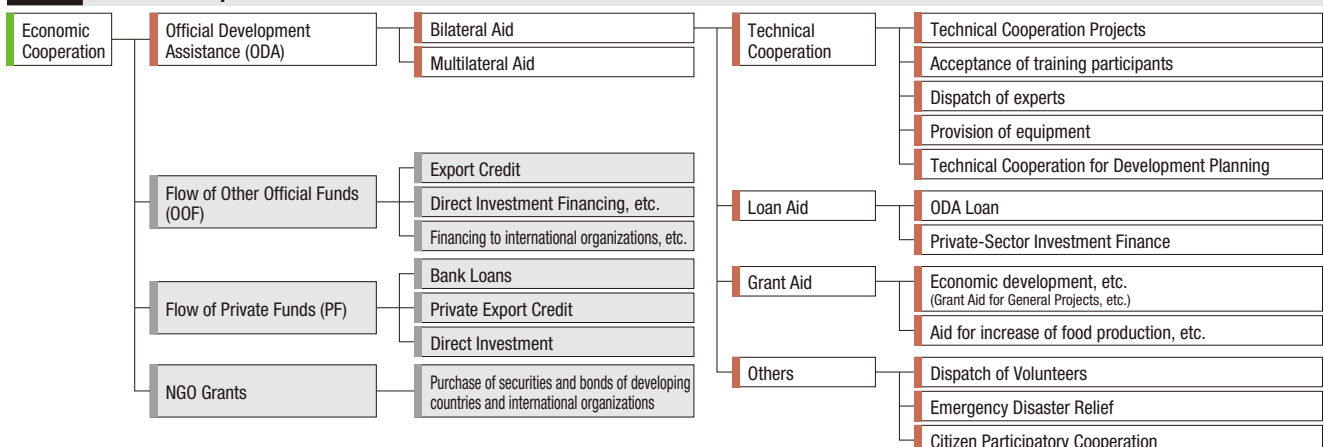 Economic
Cooperation
Official Development
Assistance (ODA)
Bilateral Aid
Multilateral Aid
Technical
Cooperation
Technical Cooperation Projects
Acceptance of training participants
Dispatch of experts
Provision of equipment
Technical Cooperation for Development Planning
Flow of Other Official Funds
(OOF)
Export Credit
Direct Investment Financing, etc.
Financing to international organizations, etc.
Loan Aid
ODA Loan
Private-Sector Investment Finance
Flow of Private Funds (PF)
Bank Loans
Private Export Credit
Direct Investment
Grant Aid
Economic development, etc.
(Grant Aid for General Projects, etc.)
Aid for increase of food production, etc.
NGO Grants
Purchase of securities and bonds of developing
countries and international organizations
Others
Dispatch of Volunteers
Emergency Disaster Relief
Citizen Participatory Cooperation